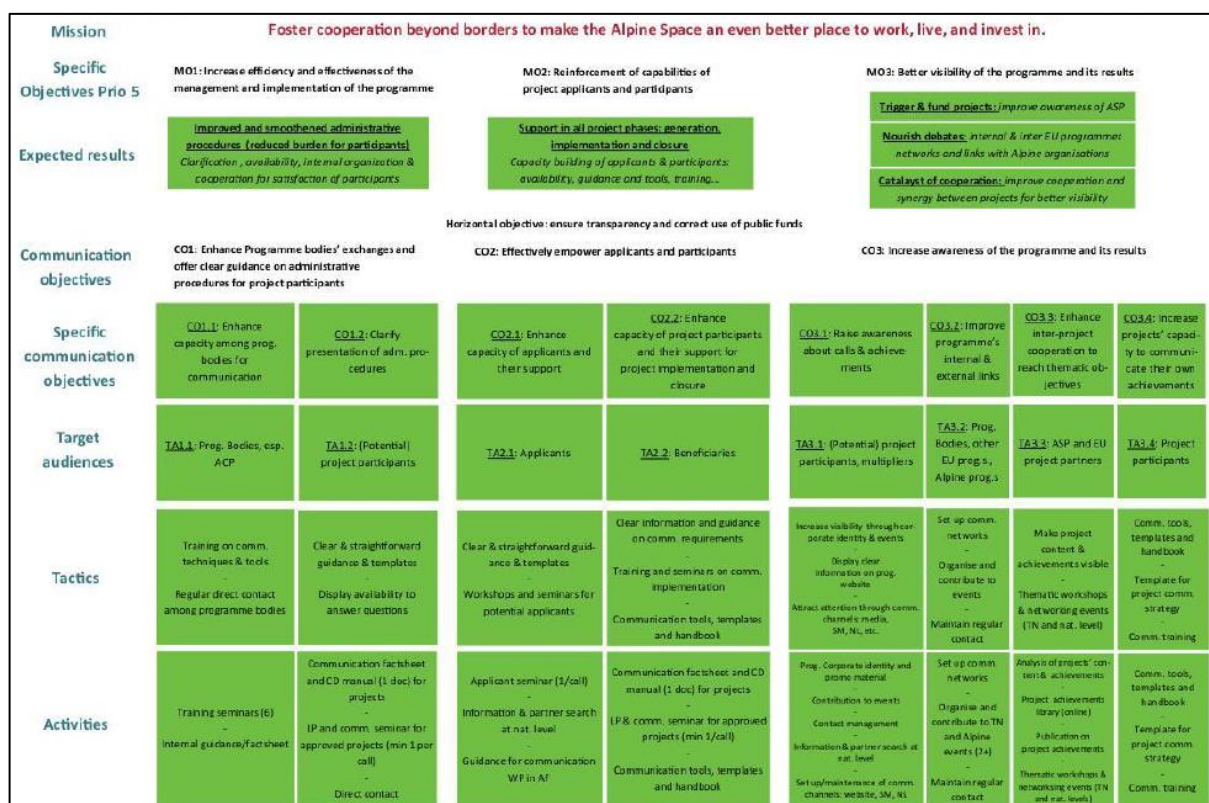 Mission
Foster cooperation beyond borders to make the Alpine Space an even better place to work, live, and invest in.
Specific
Objectives Prio 5
MO1: Increase efficiency and effectiveness of the
management and implementation of the programme
MO2: Reinforcement of capabilities of
project applicants and participants
MO3: Better visibility of the programme and its results
Expected results
Improved and smoothened administrative
procedures (reduced burden for participants)
Clarification , availability, internal organization &
cooperation for satisfaction of participants
Support in all project phases: generation,
implementation and closure
Capacity building of applicants & participants:
availability, guidance and tools, training...
Trigger & fund projects: improve awareness of ASP
Nourish debates: internal & inter EU programmes
networks and links with Alpine organisations
Catalyst of cooperation: improve cooperation and
synergy between projects for better visibility
Horizontal objective: ensure transparency and correct use of public funds
Communication
objectives
CO1: Enhance Programme bodies' exchanges and
offer clear guidance on administrative
procedures for project participants
CO2: Effectively empower applicants and participants
CO3: Increase awareness of the programme and its results
Specific
communication
objectives
CO1.1: Enhance
capacity among prog.
bodies for
communication
CO1.2: Clarify
presentation of adm. pro-
cedures
CO2.1: Enhance
capacity of applicants and
their support
CO2.2: Enhance
capacity of project participants
and their support for
project implementation and
closure
CO3.1: Raise awareness
about calls & achieve-
ments
CO3.2: Improve
programme's
internal &
external links
CO3.3: Enhance
inter-project
cooperation to
reach thematic ob-
jectives
CO3.4: Increase
projects' capaci-
ty to communi-
cate their own
achievements
Target
audiences
TA1.1: Prog. Bodies, esp.
ACP
TA1.2: (Potential)
project participants
TA2.1: Applicants
TA2.2: Beneficiaries
TA3.1: (Potential) project
participants, multipliers
TA3.2: Prog.
Bodies, other
EU prog.s,
Alpine prog.s
TA3.3: ASP and EU
project partners
TA3.4: Project
participants
Tactics
Training on comm.
techniques & tools
-
Regular direct contact
among programme bodies
Clear & straightforward
guidance & templates
-
Display availability to
answer questions
Clear & straightforward guid-
ance & templates
-
Workshops and seminars for
potential applicants
Clear information and guidance
on comm. requirements
-
Training and seminars on comm.
implementation
-
Communication tools, templates
and handbook
Increase visibility through cor-
porate identity & events
-
Display clear
information on prog.
website
-
Attract attention through comm.
channels: media,
SM, NL, etc.
Set up comm.
networks
-
Organise and
contribute to
events
-
Maintain regular
contact
Make project
content &
achievements visible
-
Thematic workshops
& networking events
(TN and nat. level)
Comm. tools,
templates and
handbook
-
Template for
project comm.
strategy
-
Comm. training
Activities
Training seminars (6)
-
Internal guidance/factsheet
Communication factsheet
and CD manual (1 doc) for
projects
-
LP and comm. seminar for
approved projects (min 1 per
call)
-
Direct contact
Applicant seminar (1/call)
-
Information & partner search
at nat. level
-
Guidance for communication
WP in AF
Communication factsheet and CD
manual (1 doc) for projects
-
LP & comm. seminar for approved
projects (min 1/call)
-
Communication tools, templates
and handbook
Prog. Corporate identity and
promo material
-
Contribution to events
-
Contact management
-
Information & partner search at
nat. level
-
Set up/maintenance of comm.
channels: website, SM, NL
Set up comm.
networks
-
Organise and
contribute to TN
and Alpine
events (2+)
-
Maintain regular
contact
Analysis of projects' con-
tent & achievements
-
Project achievements
library (online)
-
Publication on
project achievements
-
Thematic workshops &
networksing events (TN
and nat. levels)
Comm. tools,
templates and
handbook
-
Template for
project comm.
strategy
-
Comm. training